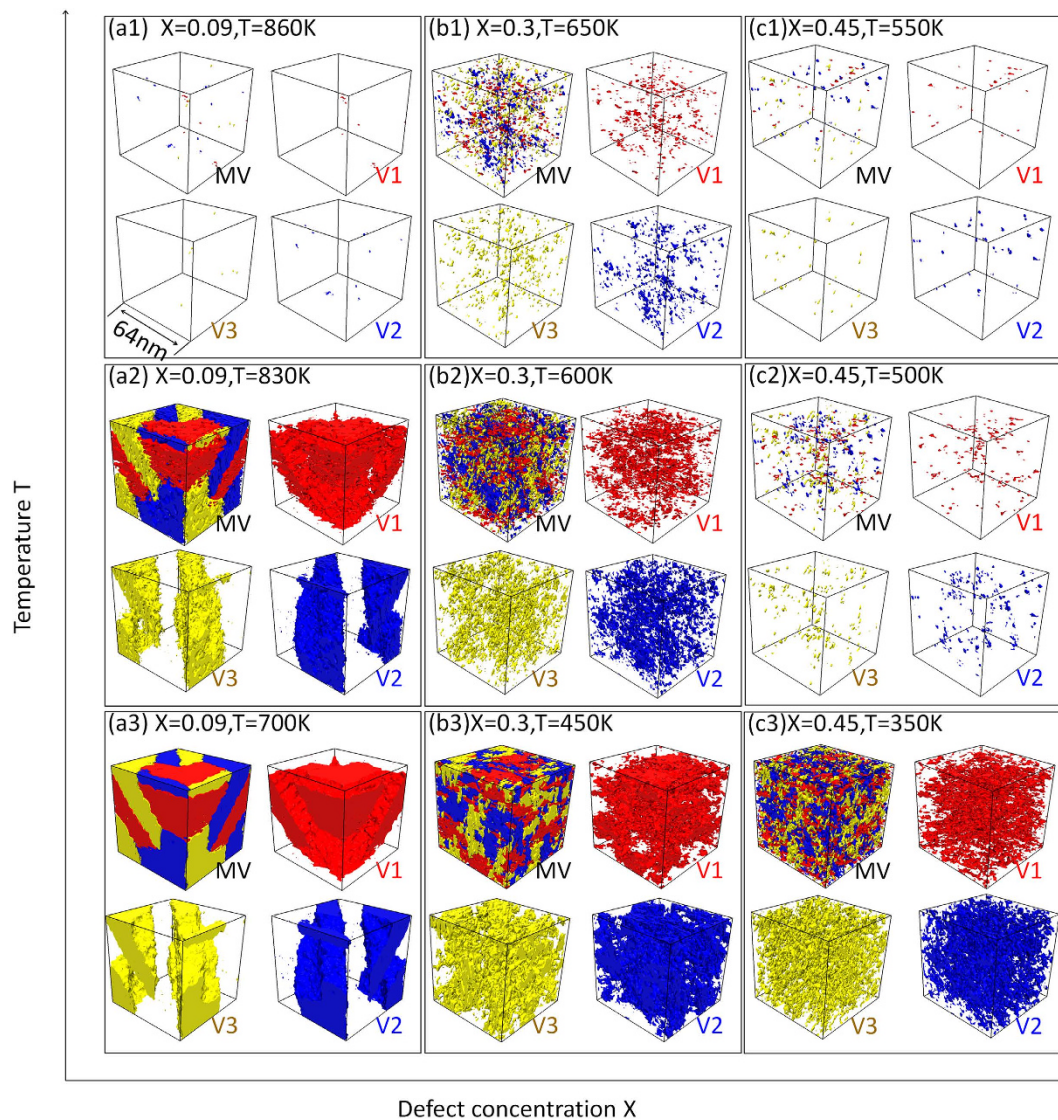 (a1) X=0.09,T=860K
MV
V1
V3
V2
64nm
(b1) X=0.3,T=650K
MV
V1
V3
V2
(c1)X=0.45,T=550K
MV
V1
V3
V2
(a2) X=0.09,T=830K
MV
V1
V3
V2
(b2) X=0.3,T=600K
MV
V1
V3
V2
(c2) X=0.45,T=500K
MV
V1
V3
V2
(a3) X=0.09,T=700K
MV
V1
V3
V2
(b3)X=0.3,T=450K
MV
V1
V3
V2
(c3)X=0.45,T=350K
MV
V1
V3
V2
Temperature T
Defect concentration X